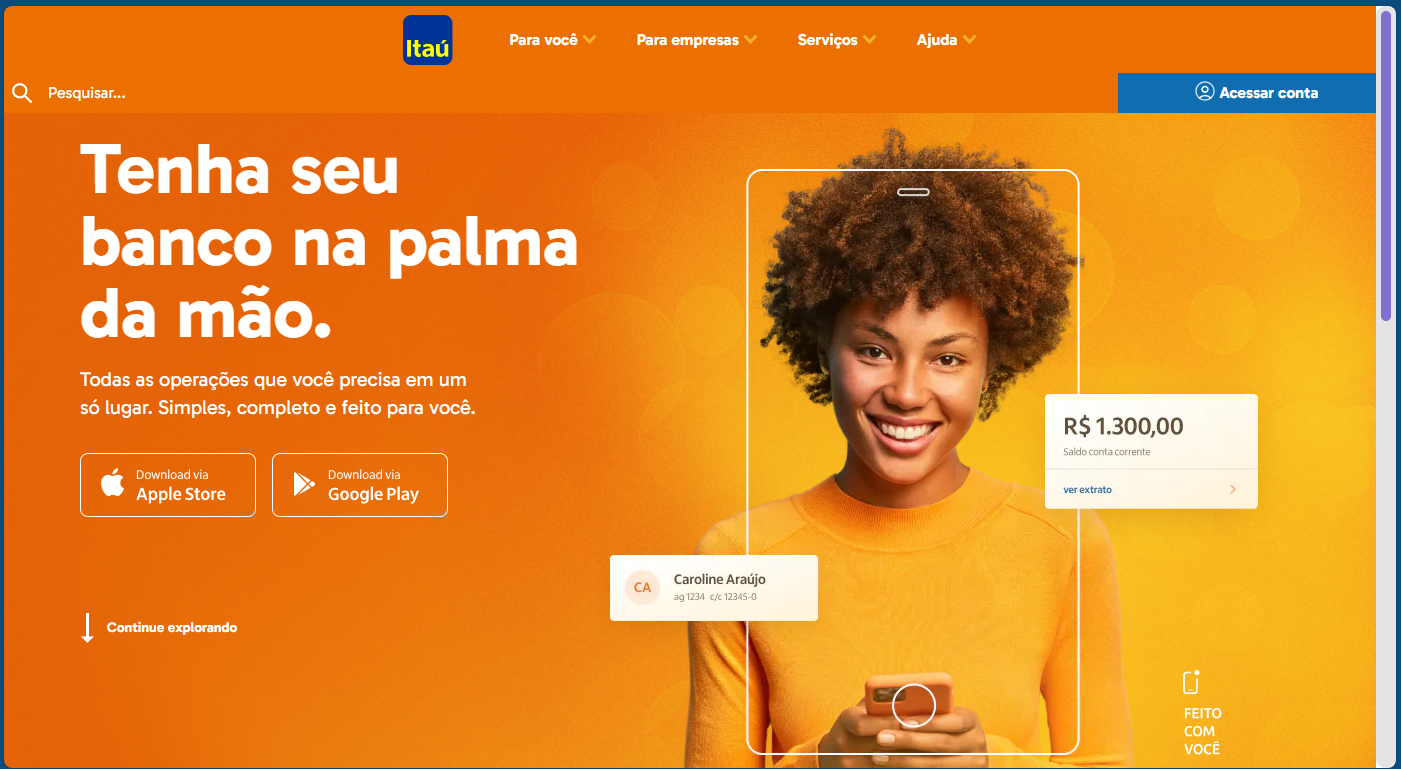 Itaú
Para você
Para empresas
Serviços
Ajuda
Pesquisar...
Acessar conta
Tenha seu
banco na palma
da mão.
Todas as operações que você precisa em um
só lugar. Simples, completo e feito para você.
Download via
Apple Store
Download via
Google Play
R$ 1.300,00
Saldo conta corrente
ver extrato
CA
Caroline Araújo
ag 1234 c/c 12345-0
Continue explorando
FEITO
COM
VOCÊ